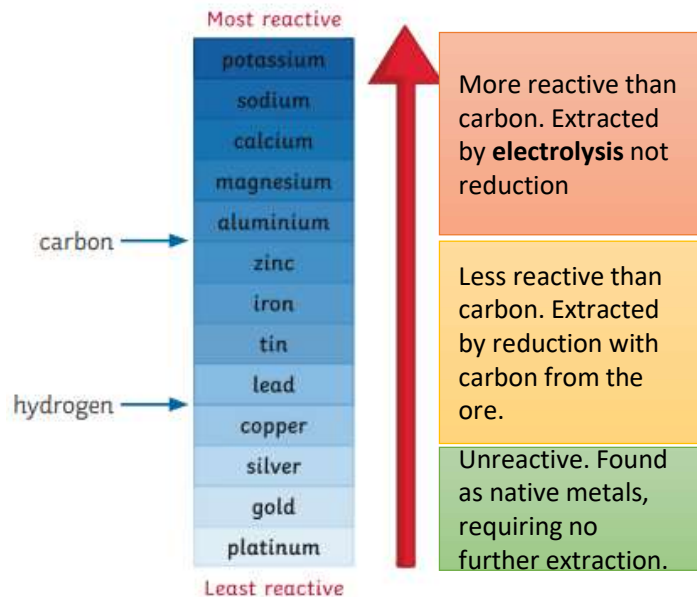 Most reactive
potassium
sodium
calcium
magnesium
aluminium
carbon
zinc
iron
tin
lead
hydrogen
copper
silver
gold
platinum
Least reactive
More reactive than
carbon. Extracted
by electrolysis not
reduction
Less reactive than
carbon. Extracted
by reduction with
carbon from the
ore.
Unreactive. Found
as native metals,
requiring no
further extraction.